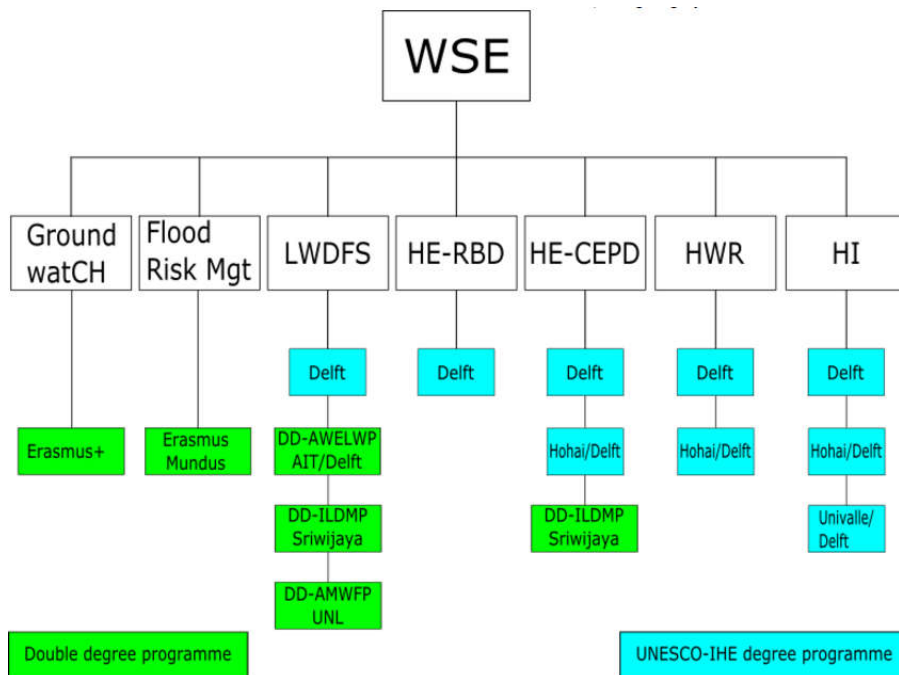 WSE
Ground
watCH
Flood
Risk Mgt
LWDFS
HE-RBD
HE-CEPD
HWR
HI
Delft
Delft
Delft
Delft
Delft
Erasmus+
Erasmus
Mundus
DD-AWELWP
AIT/Delft
Hohai/Delft
Hohai/Delft
Hohai/Delft
DD-ILDMP
Sriwijaya
DD-ILDMP
Sriwijaya
Univalle/
Delft
DD-AMWFP
UNL
Double degree programme
UNESCO-IHE degree programme